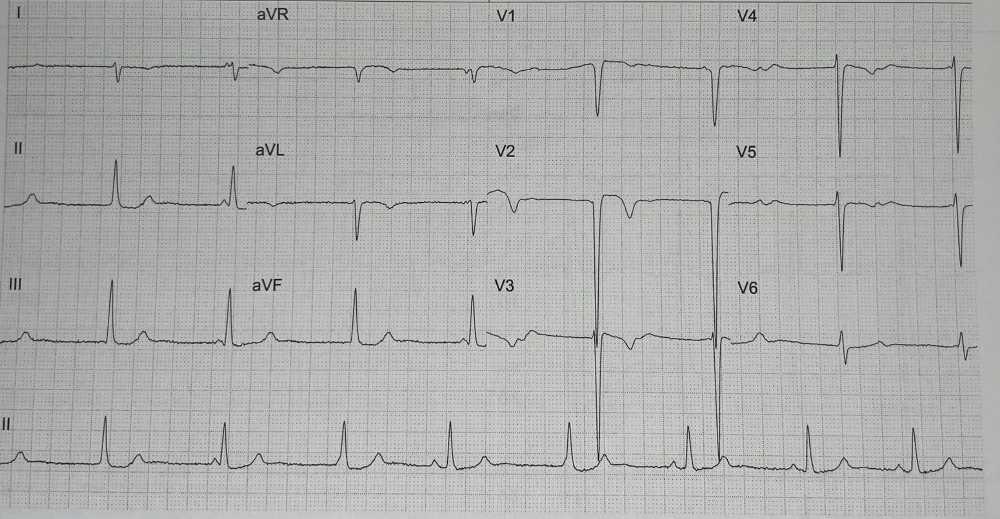 I aVR V1 V4
II aVL V2 V5
III aVF V3 V6
II